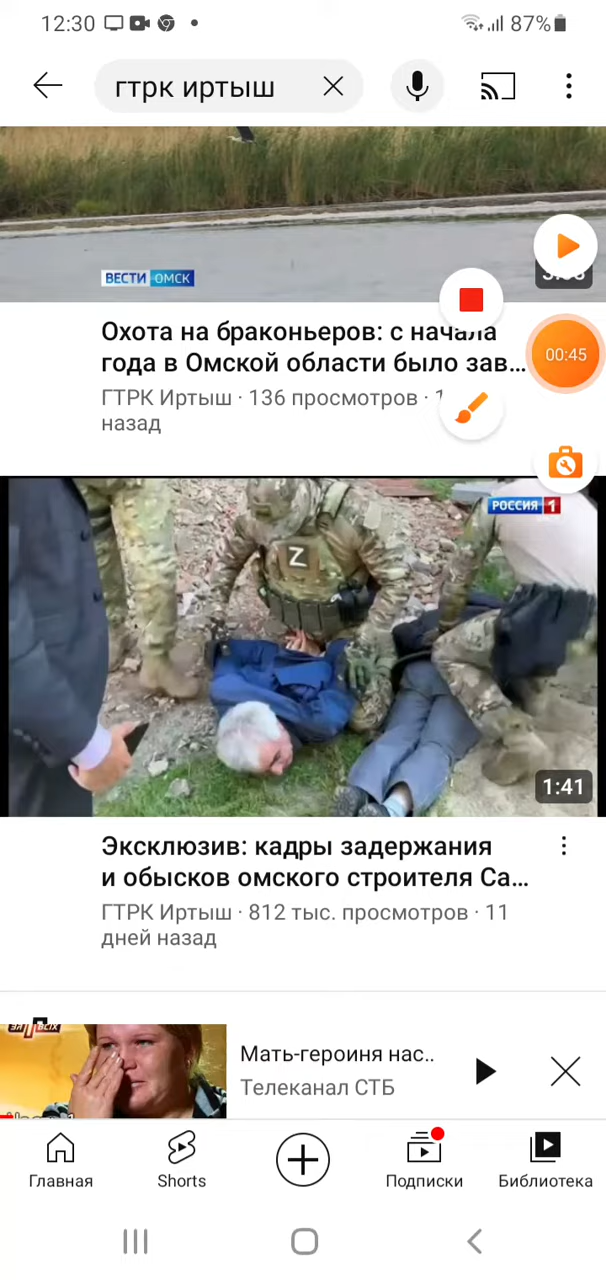 12:30
87%
гтрк иртыш
ВЕСТИ ОМСК
Охота на браконьеров: с начала
года в Омской области было зав...
ГТРК Иртыш · 136 просмотров · 1
назад
00:45
РОССИЯ 1
Z
1:41
Эксклюзив: кадры задержания
и обысков омского строителя Са...
ГТРК Иртыш · 812 тыс. просмотров · 11
дней назад
Мать-героиня нас..
Телеканал СТБ
Главная
Shorts
Подписки
Библиотека